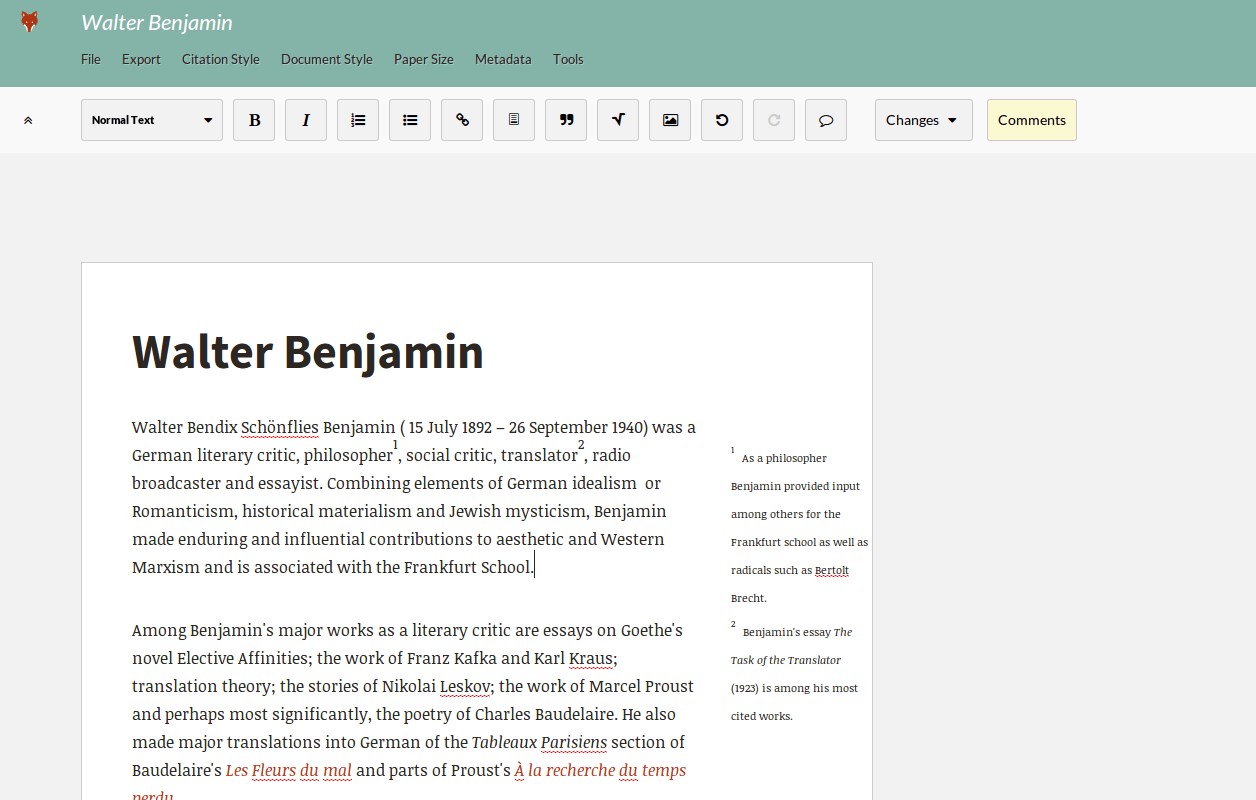 Walter Benjamin
File Export Citation Style Document Style Paper Size Metadata Tools
Normal Text B I Changes Comments
Walter Benjamin
Walter Bendix Schönflies Benjamin ( 15 July 1892 – 26 September 1940) was a
German literary critic, philosopher1, social critic, translator2, radio
broadcaster and essayist. Combining elements of German idealism or
Romanticism, historical materialism and Jewish mysticism, Benjamin
made enduring and influential contributions to aesthetic and Western
Marxism and is associated with the Frankfurt School.
Among Benjamin's major works as a literary critic are essays on Goethe's
novel Elective Affinities; the work of Franz Kafka and Karl Kraus;
translation theory; the stories of Nikolai Leskov; the work of Marcel Proust
and perhaps most significantly, the poetry of Charles Baudelaire. He also
made major translations into German of the Tableaux Parisiens section of
Baudelaire's Les Fleurs du mal and parts of Proust's À la recherche du temps
perdu
1 As a philosopher
Benjamin provided input
among others for the
Frankfurt school as well as
radicals such as Bertolt
Brecht.
2 Benjamin's essay The
Task of the Translator
(1923) is among his most
cited works.